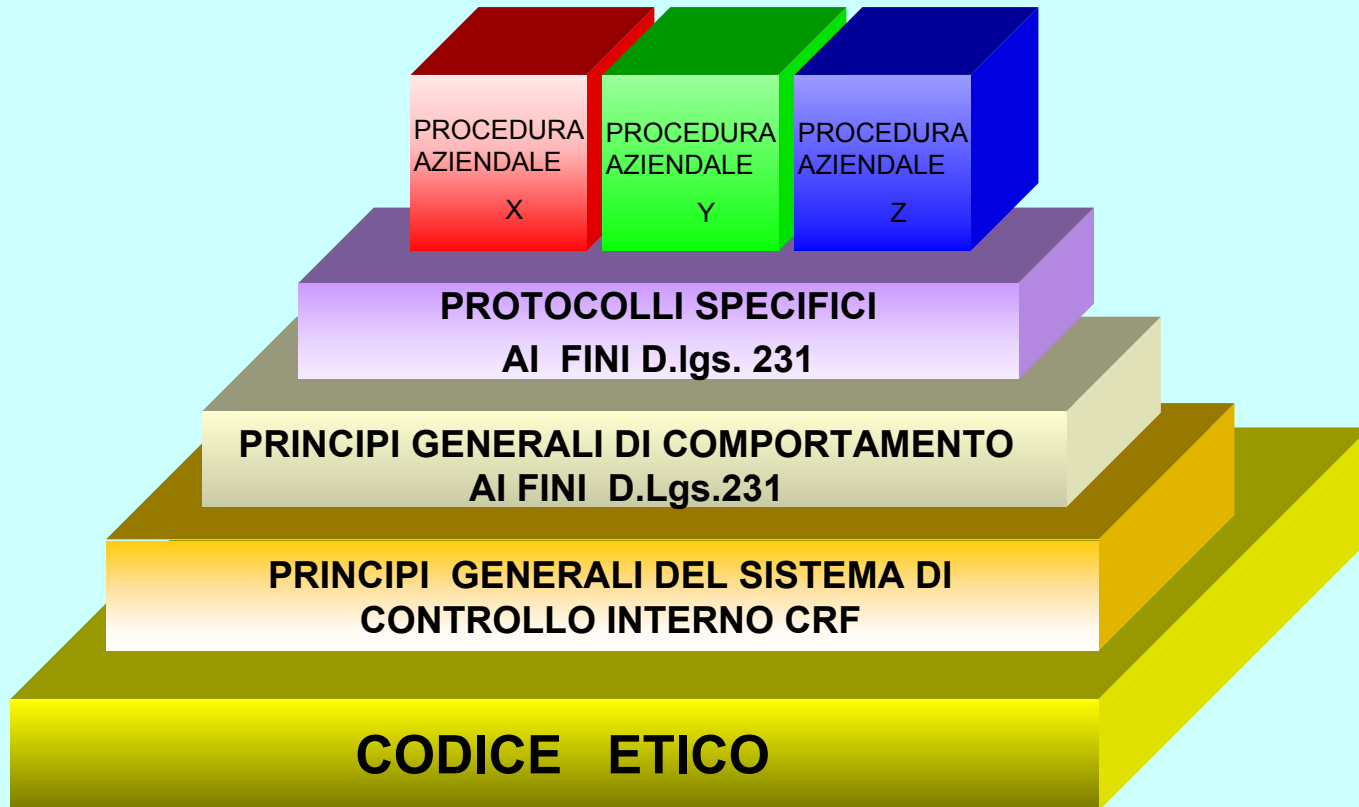 PROCEDURA
AZIENDALE
X
PROCEDURA
AZIENDALE
Y
PROCEDURA
AZIENDALE
Z
PROTOCOLLI SPECIFICI
AI FINI D.lgs. 231
PRINCIPI GENERALI DI COMPORTAMENTO
AI FINI D.Lgs.231
PRINCIPI GENERALI DEL SISTEMA DI
CONTROLLO INTERNO CRF
CODICE ETICO